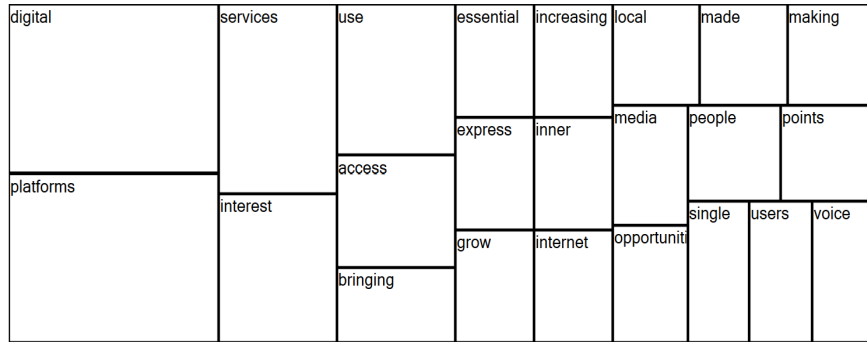 digital
platforms
services
interest
use
access
bringing
essential
express
grow
increasing
inner
internet
local
made
making
media
people
points
opportuniti
single
users
voice